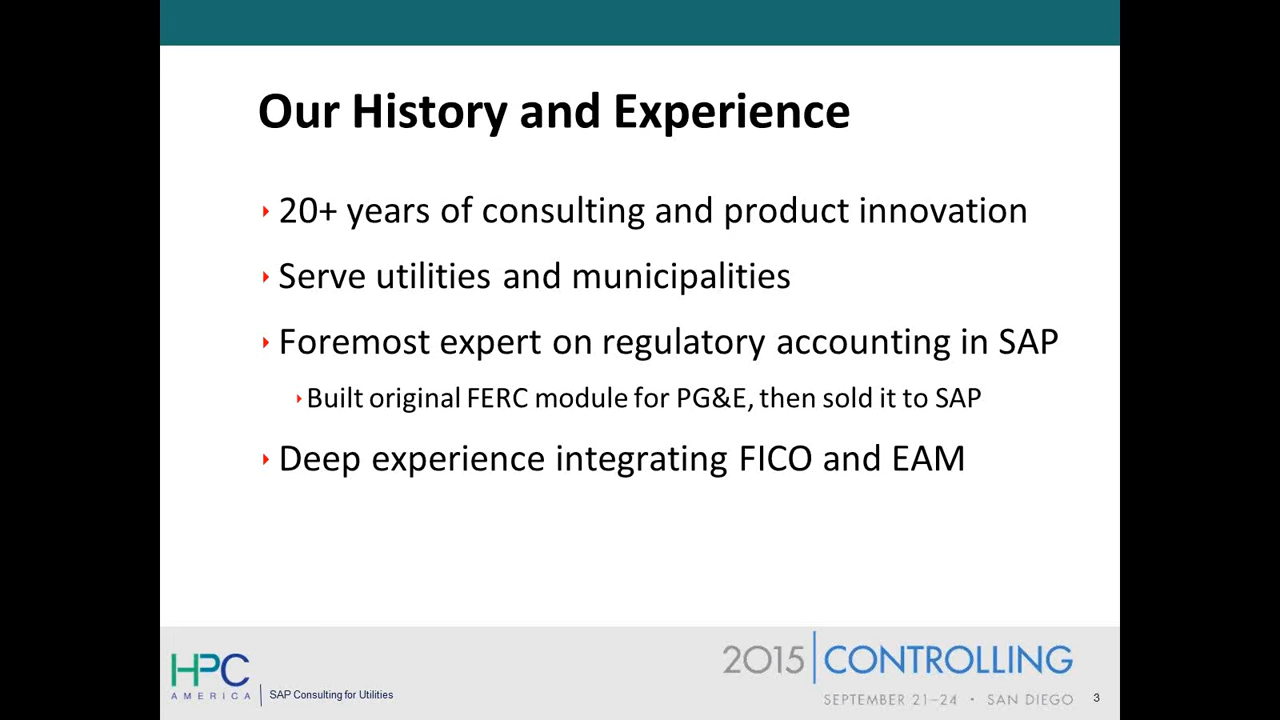 Our History and Experience
20+ years of consulting and product innovation
Serve utilities and municipalities
Foremost expert on regulatory accounting in SAP
Built original FERC module for PG&E, then sold it to SAP
Deep experience integrating FICO and EAM
HPC
AMERICA
SAP Consulting for Utilities
2015 CONTROLLING
SEPTEMBER 21–24 • SAN DIEGO
3